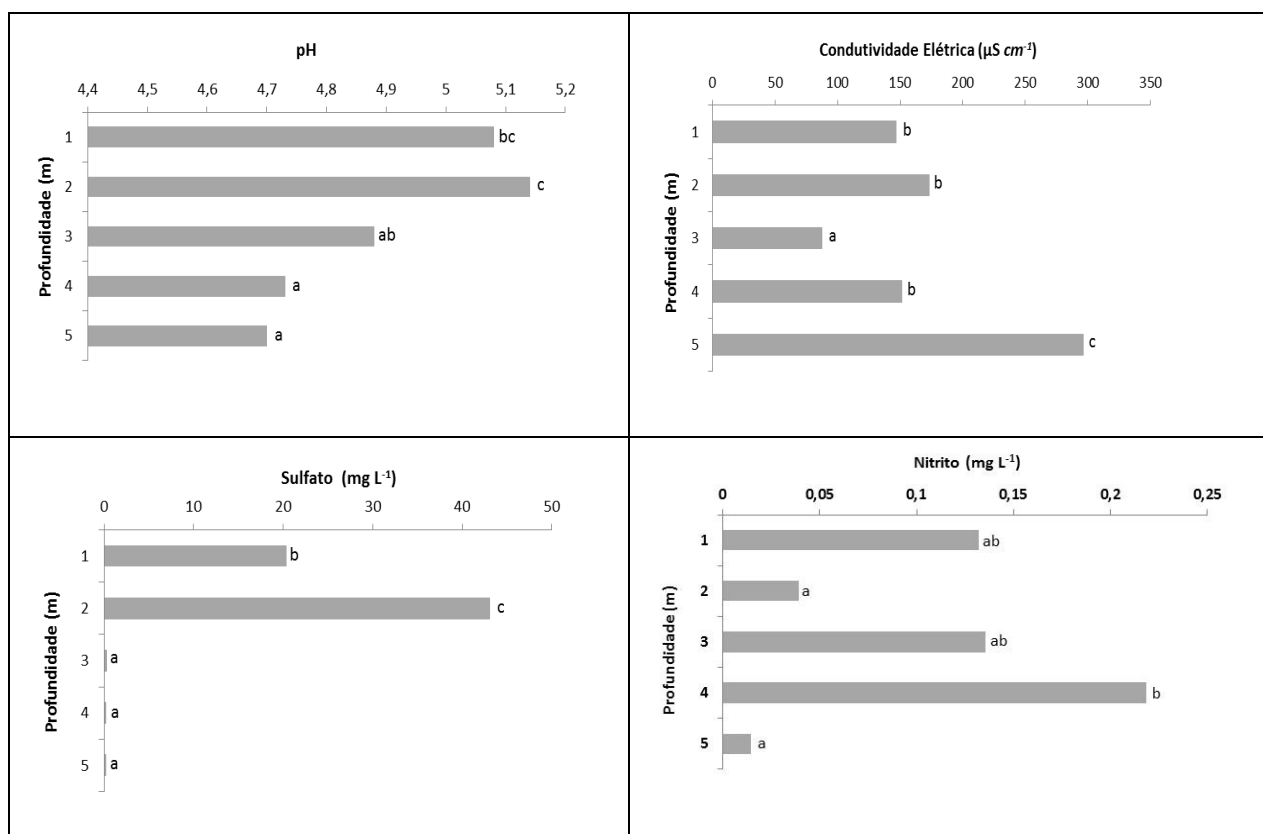 pH
4,4 4,5 4,6 4,7 4,8 4,9 5 5,1 5,2
Profundidade (m)
1 bc
2 c
3 ab
4 a
5 a
Condutividade Elétrica (µS cm⁻¹)
0 50 100 150 200 250 300 350
Profundidade (m)
1 b
2 b
3 a
4 b
5 c
Sulfato (mg L⁻¹)
0 10 20 30 40 50
Profundidade (m)
1 b
2 c
3 a
4 a
5 a
Nitrito (mg L⁻¹)
0 0,05 0,1 0,15 0,2 0,25
Profundidade (m)
1 ab
2 a
3 ab
4 b
5 a